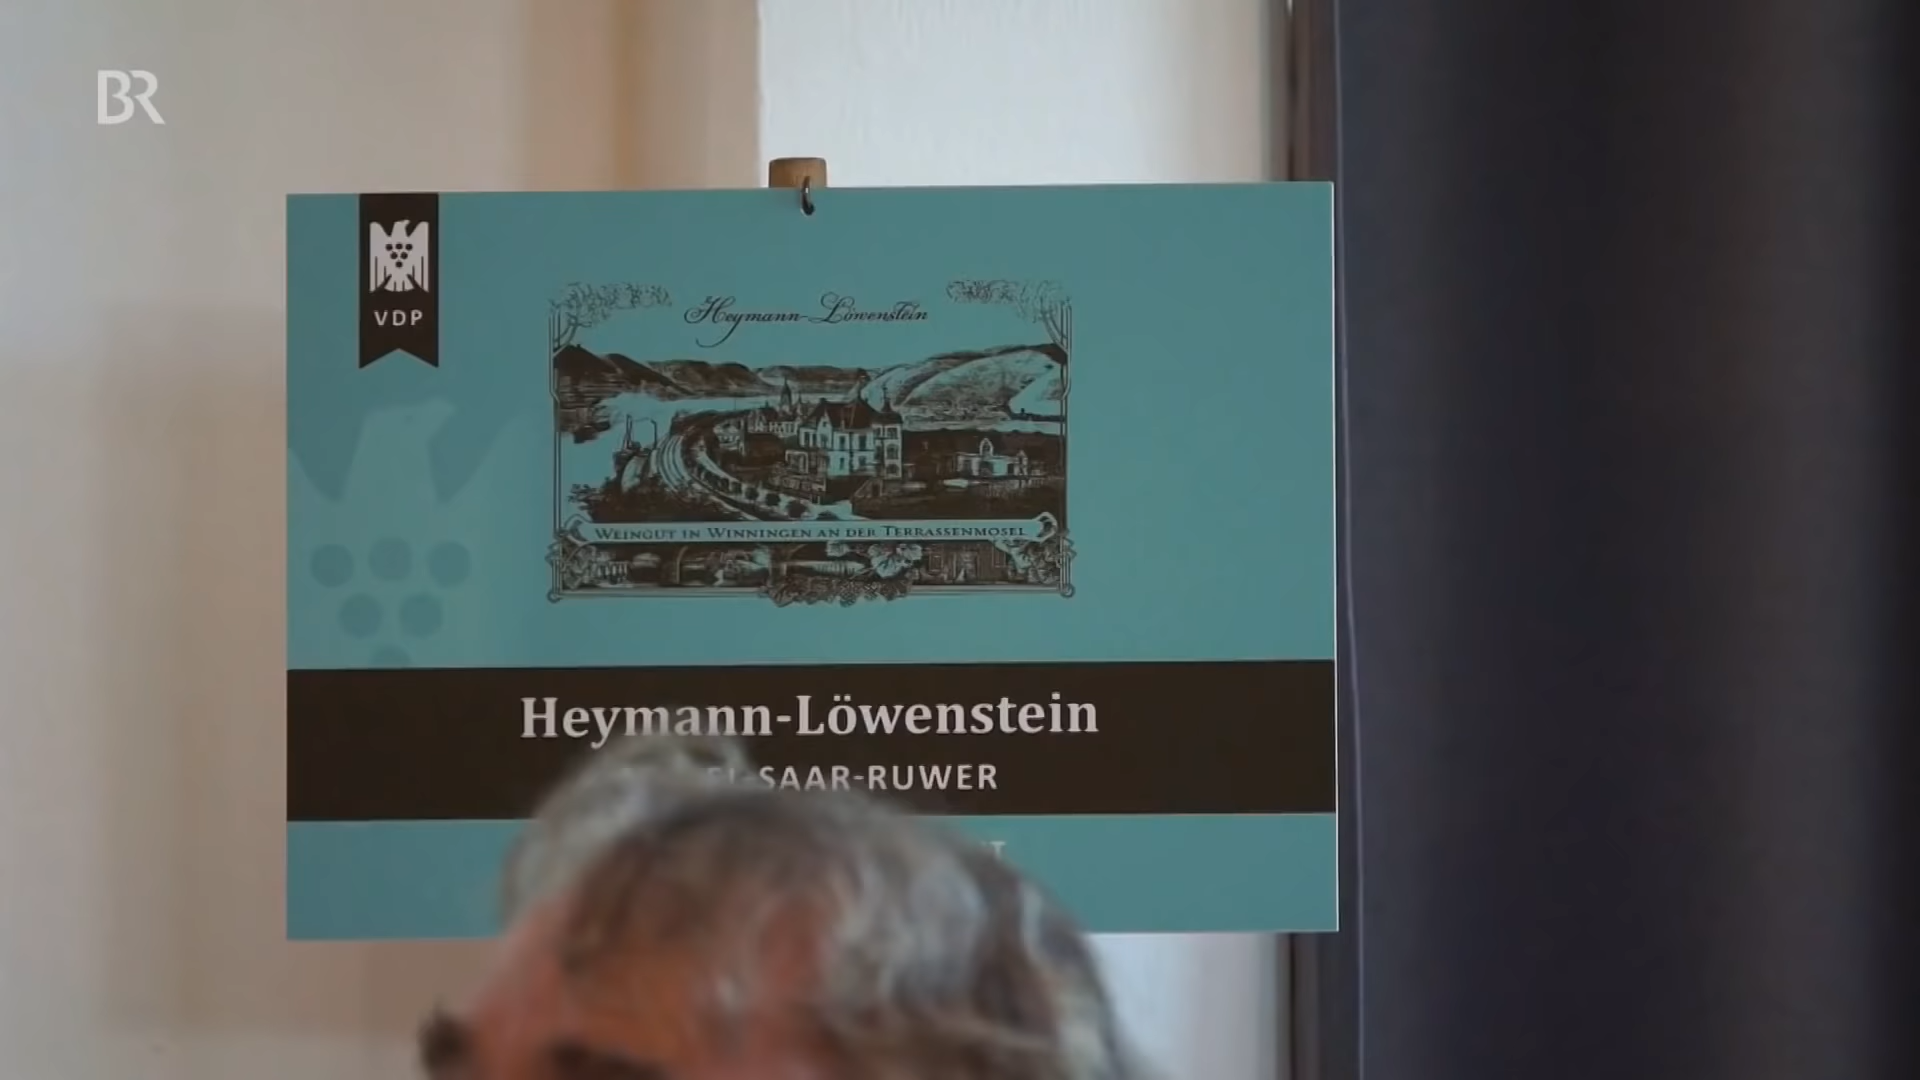 BR
VDP
Heymann-Löwenstein
WEINGUT IN WINNINGEN AN DER TERRASSENMOSEL
Heymann-Löwenstein
-SAAR-RUWER